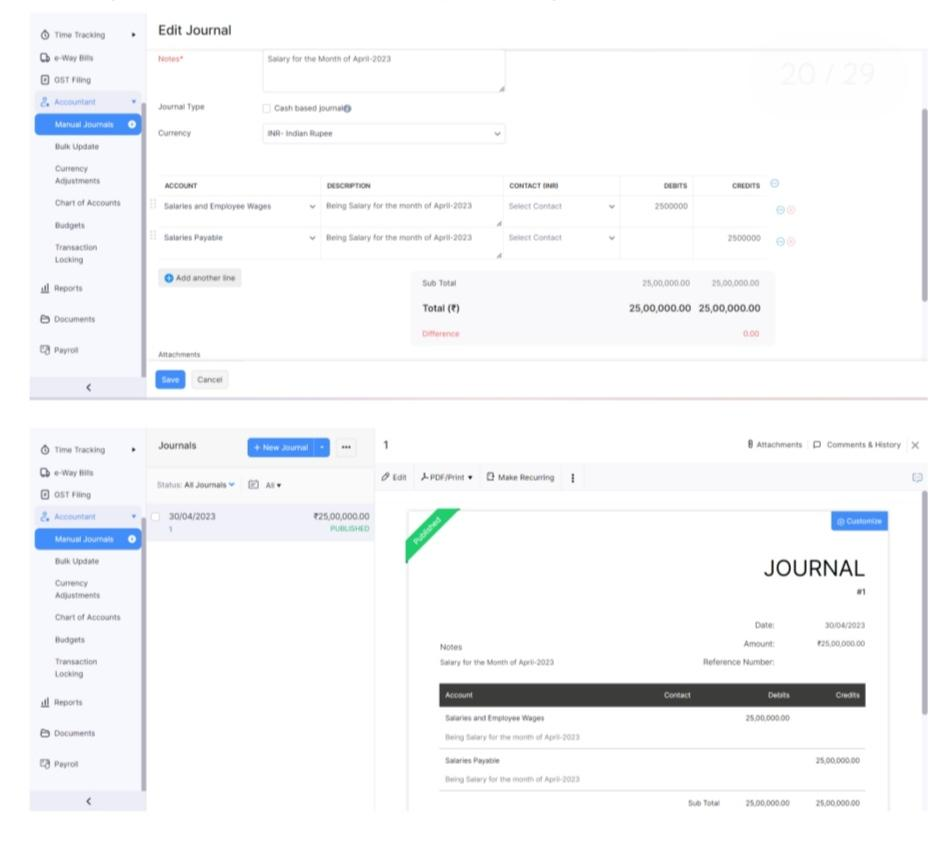 Edit Journal
20 / 29
Time Tracking
e-Way Bills
GST Filing
Accountant
Manual Journals
Bulk Update
Currency
Adjustments
Chart of Accounts
Budgets
Transaction
Locking
Reports
Documents
Payroll
Notes*
Salary for the Month of April-2023
Journal Type
Cash based journal
Currency
INR- Indian Rupee
ACCOUNT DESCRIPTION CONTACT (INR) DEBITS CREDITS
Salaries and Employee Wages Being Salary for the month of April-2023 Select Contact 2500000
Salaries Payable Being Salary for the month of April-2023 Select Contact 2500000
Add another line
Sub Total 25,00,000.00 25,00,000.00
Total (₹) 25,00,000.00 25,00,000.00
Difference 0.00
Attachments
Save Cancel
Time Tracking
e-Way Bills
GST Filing
Accountant
Manual Journals
Bulk Update
Currency
Adjustments
Chart of Accounts
Budgets
Transaction
Locking
Reports
Documents
Payroll
Journals
+ New Journal
Status: All Journals All
30/04/2023 ₹25,00,000.00
1 PUBLISHED
1
Attachments Comments & History
Edit PDF/Print Make Recurring
Published
Customize
JOURNAL
#1
Date: 30/04/2023
Amount: ₹25,00,000.00
Reference Number:
Notes
Salary for the Month of April-2023
Account Contact Debits Credits
Salaries and Employee Wages 25,00,000.00
Being Salary for the month of April-2023
Salaries Payable 25,00,000.00
Being Salary for the month of April-2023
Sub Total 25,00,000.00 25,00,000.00